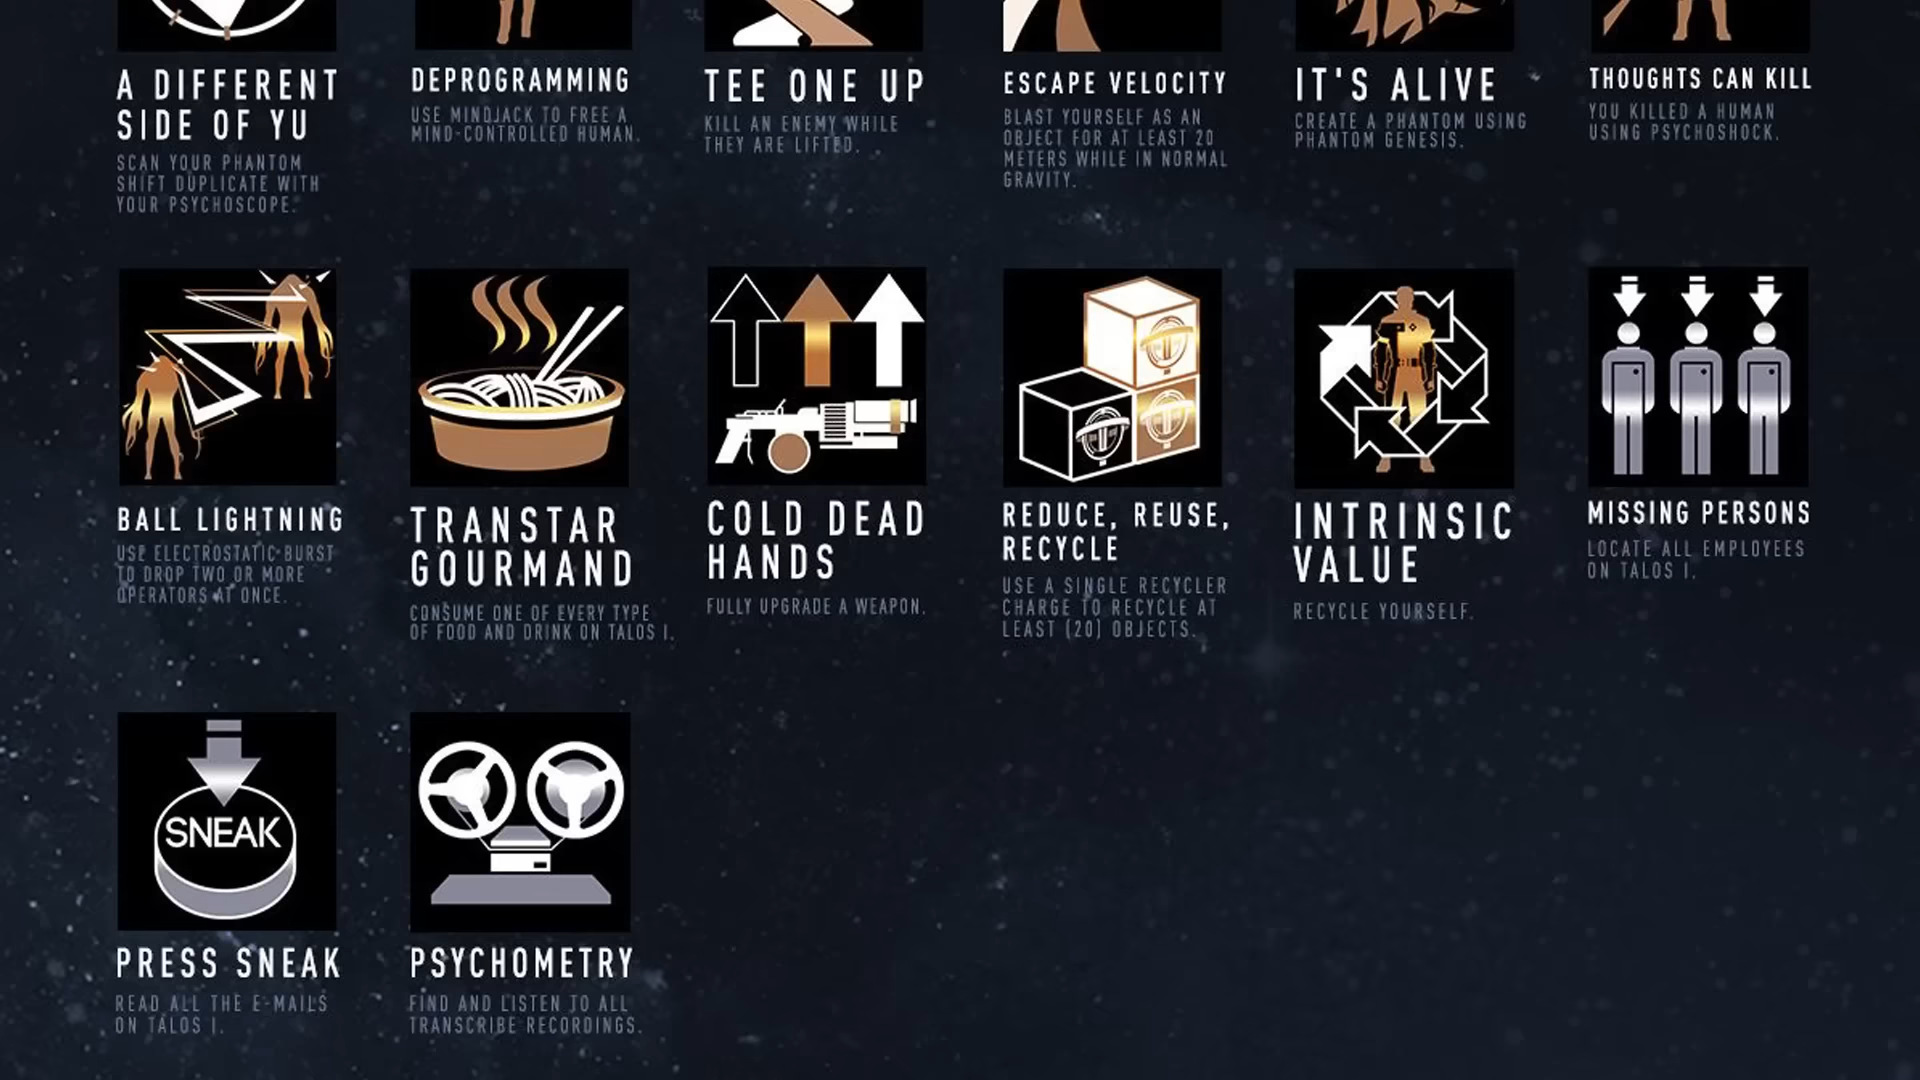 A DIFFERENT
SIDE OF YU
SCAN YOUR PHANTOM
SHIFT DUPLICATE WITH
YOUR PSYCHOSCOPE.
DEPROGRAMMING
USE MINDJACK TO FREE A
MIND-CONTROLLED HUMAN.
TEE ONE UP
KILL AN ENEMY WHILE
THEY ARE LIFTED.
ESCAPE VELOCITY
BLAST YOURSELF AS AN
OBJECT FOR AT LEAST 20
METERS WHILE IN NORMAL
GRAVITY.
IT'S ALIVE
CREATE A PHANTOM USING
PHANTOM GENESIS.
THOUGHTS CAN KILL
YOU KILLED A HUMAN
USING PSYCHOSHOCK.
BALL LIGHTNING
USE ELECTROSTATIC BURST
TO DROP TWO OR MORE
OPERATORS AT ONCE.
TRANSTAR
GOURMAND
CONSUME ONE OF EVERY TYPE
OF FOOD AND DRINK ON TALOS I.
COLD DEAD
HANDS
FULLY UPGRADE A WEAPON.
REDUCE, REUSE,
RECYCLE
USE A SINGLE RECYCLER
CHARGE TO RECYCLE AT
LEAST (20) OBJECTS.
INTRINSIC
VALUE
RECYCLE YOURSELF.
MISSING PERSONS
LOCATE ALL EMPLOYEES
ON TALOS I.
SNEAK
PRESS SNEAK
READ ALL THE E-MAILS
ON TALOS I.
PSYCHOMETRY
FIND AND LISTEN TO ALL
TRANSCRIBE RECORDINGS.